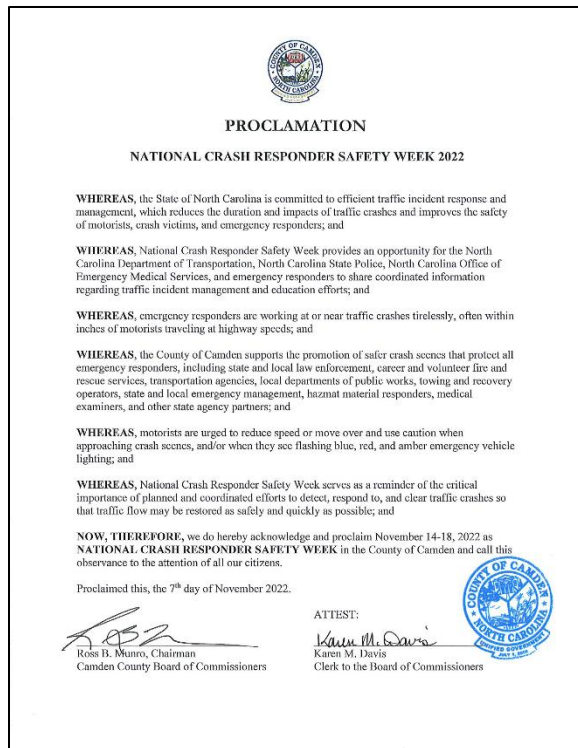 COUNTY OF CAMDEN
NORTH CAROLINA
PROCLAMATION
NATIONAL CRASH RESPONDER SAFETY WEEK 2022
WHEREAS, the State of North Carolina is committed to efficient traffic incident response and
management, which reduces the duration and impacts of traffic crashes and improves the safety
of motorists, crash victims, and emergency responders; and
WHEREAS, National Crash Responder Safety Week provides an opportunity for the North
Carolina Department of Transportation, North Carolina State Police, North Carolina Office of
Emergency Medical Services, and emergency responders to share coordinated information
regarding traffic incident management and education efforts; and
WHEREAS, emergency responders are working at or near traffic crashes tirelessly, often within
inches of motorists traveling at highway speeds; and
WHEREAS, the County of Camden supports the promotion of safer crash scenes that protect all
emergency responders, including state and local law enforcement, career and volunteer fire and
rescue services, transportation agencies, local departments of public works, towing and recovery
operators, state and local emergency management, hazmat material responders, medical
examiners, and other state agency partners; and
WHEREAS, motorists are urged to reduce speed or move over and use caution when
approaching crash scenes, and/or when they see flashing blue, red, and amber emergency vehicle
lighting; and
WHEREAS, National Crash Responder Safety Week serves as a reminder of the critical
importance of planned and coordinated efforts to detect, respond to, and clear traffic crashes so
that traffic flow may be restored as safely and quickly as possible; and
NOW, THEREFORE, we do hereby acknowledge and proclaim November 14-18, 2022 as
NATIONAL CRASH RESPONDER SAFETY WEEK in the County of Camden and call this
observance to the attention of all our citizens.
Proclaimed this, the 7th day of November 2022.
ATTEST:
Karen M. Davis
Ross B. Munro, Chairman
Camden County Board of Commissioners
Karen M. Davis
Clerk to the Board of Commissioners
COUNTY OF CAMDEN
NORTH CAROLINA
UNIFIED GOVERNMENT